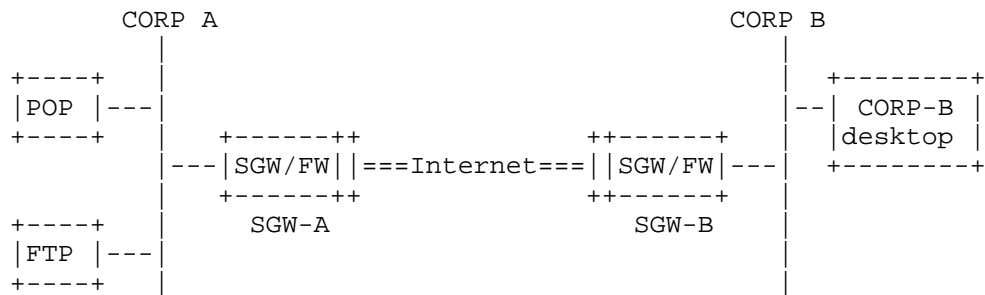 CORP A CORP B
POP CORP-B
desktop
SGW/FW ===Internet=== SGW/FW
SGW-A SGW-B
FTP